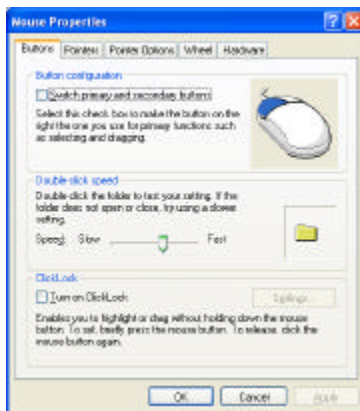 Mouse Properties
Buttons Pointers Pointer Options Wheel Hardware
Button configuration
Switch primary and secondary buttons
Select this check box to make the button on the
right the one you use for primary functions such
as selecting and dragging.
Double-click speed
Double-click the folder to test your setting. If the
folder does not open or close, try using a slower
setting.
Speed: Slow Fast
ClickLock
Turn on ClickLock
Settings...
Enables you to highlight or drag without holding down the mouse
button. To set, briefly press the mouse button. To release, click the
mouse button again.
OK Cancel Apply